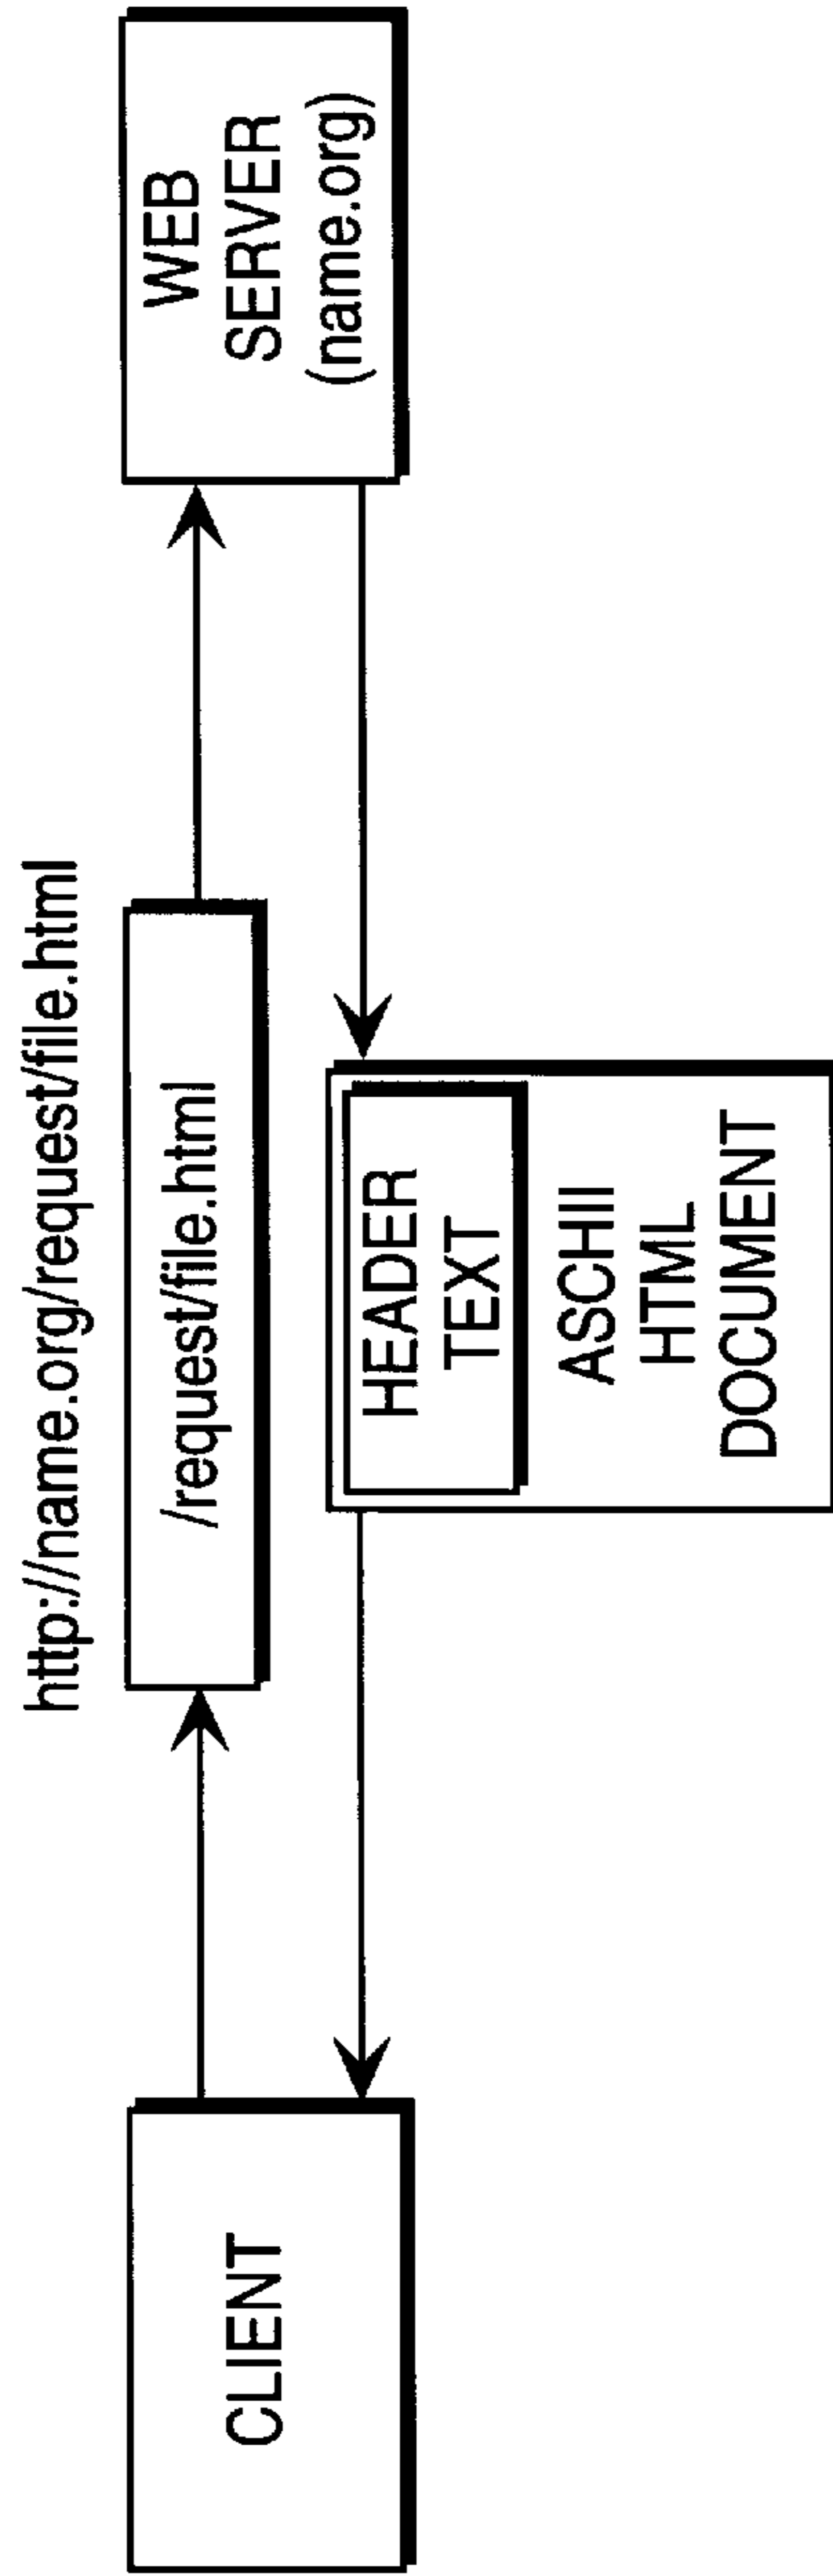 http://name.org/request/file.html
CLIENT
/request/file.html
WEB
SERVER
(name.org)
HEADER
TEXT
ASCHII
HTML
DOCUMENT